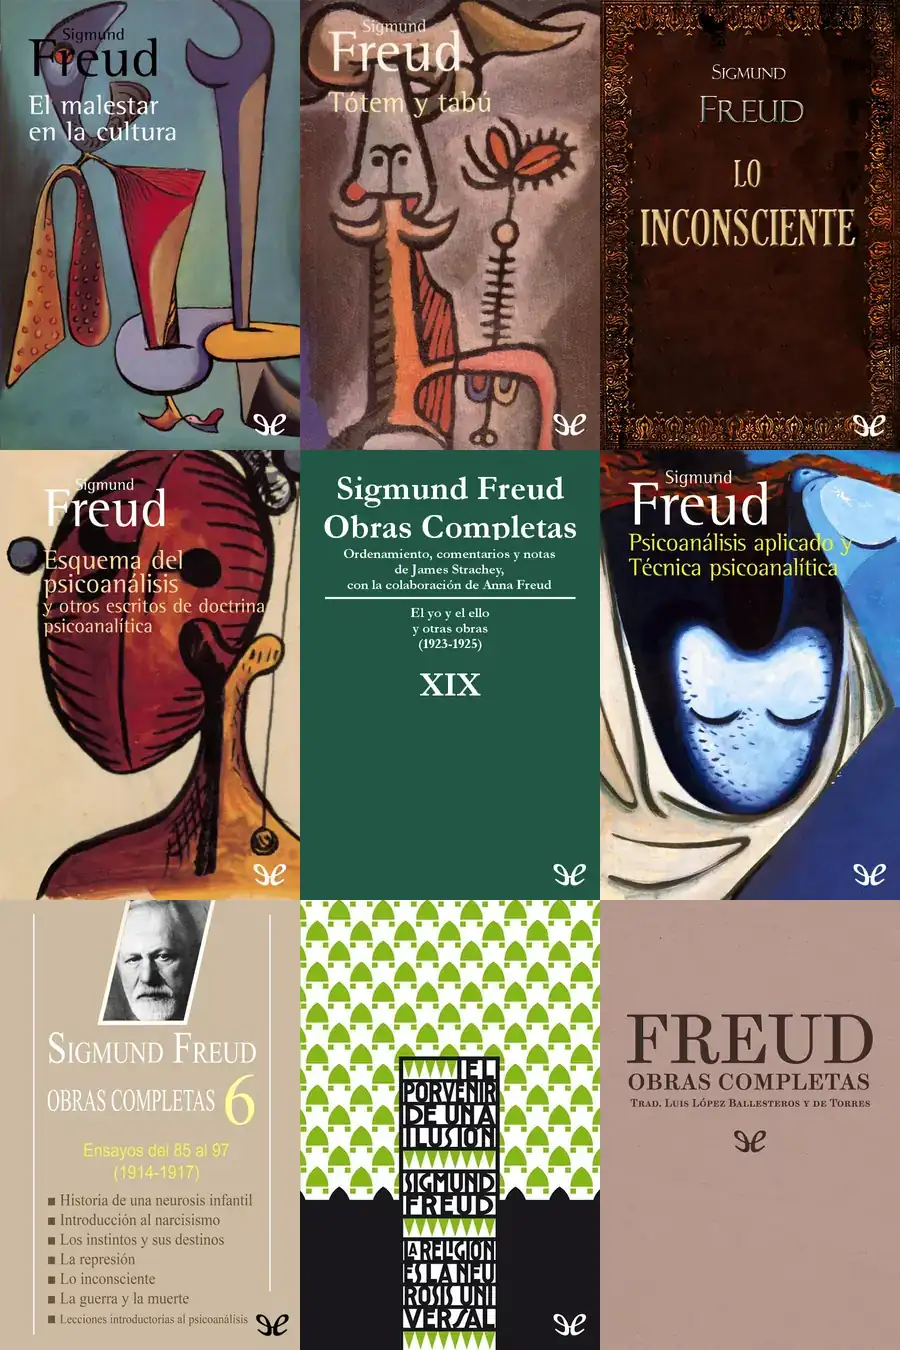 Sigmund
Freud
El malestar
en la cultura
Sigmund
Freud
Tótem y tabú
SIGMUND
FREUD
LO
INCONSCIENTE
Sigmund
Freud
Esquema del
psicoanálisis
y otros escritos de doctrina
psicoanalítica
Sigmund Freud
Obras Completas
Ordenamiento, comentarios y notas
de James Strachey,
con la colaboración de Anna Freud
El yo y el ello
y otras obras
(1923-1925)
XIX
Sigmund
Freud
Psicoanálisis aplicado y
Técnica psicoanalítica
SIGMUND FREUD
OBRAS COMPLETAS 6
Ensayos del 85 al 97
(1914-1917)
■ Historia de una neurosis infantil
■ Introducción al narcisismo
■ Los instintos y sus destinos
■ La represión
■ Lo inconsciente
■ La guerra y la muerte
■ Lecciones introductorias al psicoanálisis
EL
PORVENIR
DE UNA
ILUSIÓN
SIGMUND
FREUD
LA RELIGIÓN
ES LA NEU
ROSIS UNI
VERSAL
FREUD
OBRAS COMPLETAS
TRAD. LUIS LÓPEZ BALLESTEROS Y DE TORRES